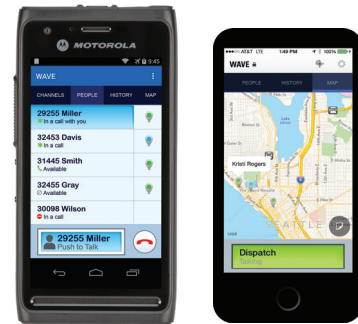 MOTOROLA
9:45
WAVE
CHANNELS PEOPLE HISTORY MAP
29255 Miller
In a call with you
32453 Davis
In a call
31445 Smith
Available
32455 Gray
Available
30098 Wilson
In a call
29255 Miller
Push to Talk
AT&T LTE 1:49 PM 100%
WAVE
PEOPLE HISTORY MAP
Kristi Rogers
SEATTLE
Legal
Dispatch
Talking